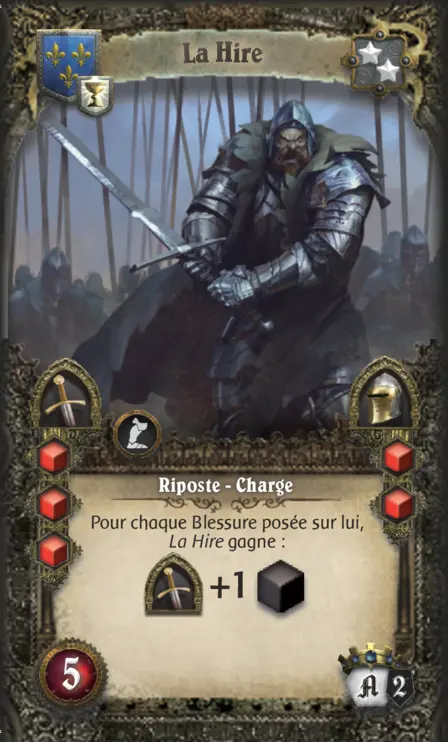 La Hire
Riposte - Charge
Pour chaque Blessure posée sur lui,
La Hire gagne :
+1
5
A 2